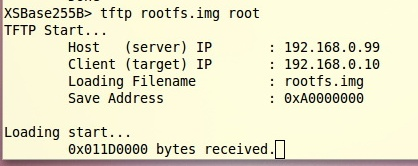 XSBase255B> tftp rootfs.img root
TFTP Start...
Host (server) IP : 192.168.0.99
Client (target) IP : 192.168.0.10
Loading Filename : rootfs.img
Save Address : 0xA0000000
Loading start...
0x011D0000 bytes received.